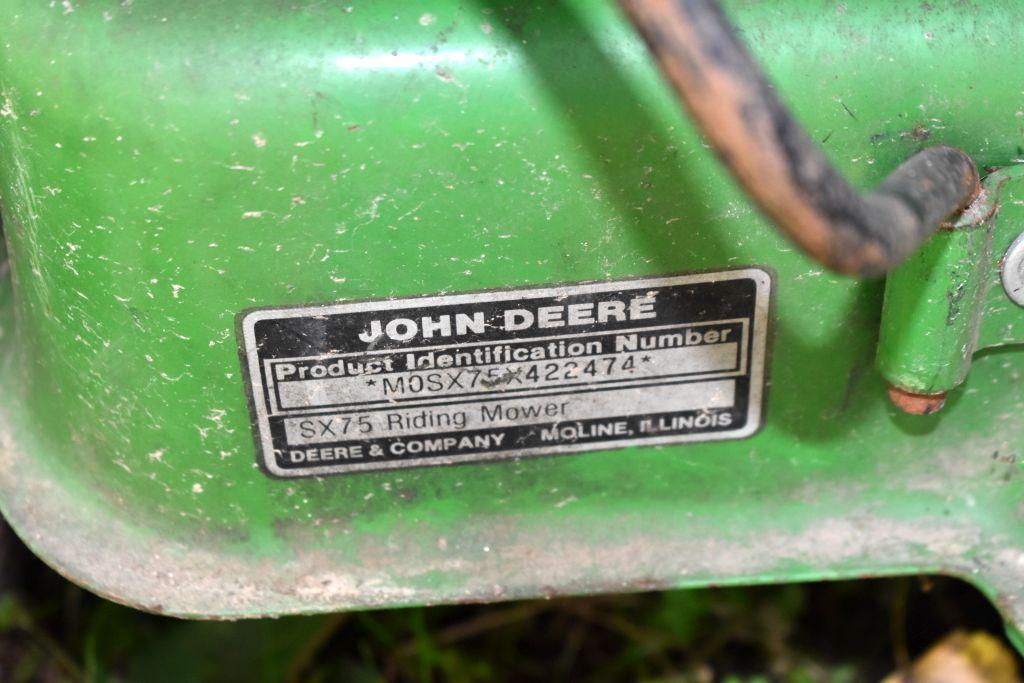 JOHN DEERE
Product Identification Number
*M0SX75X422474*
SX75 Riding Mower
DEERE & COMPANY MOLINE, ILLINOIS